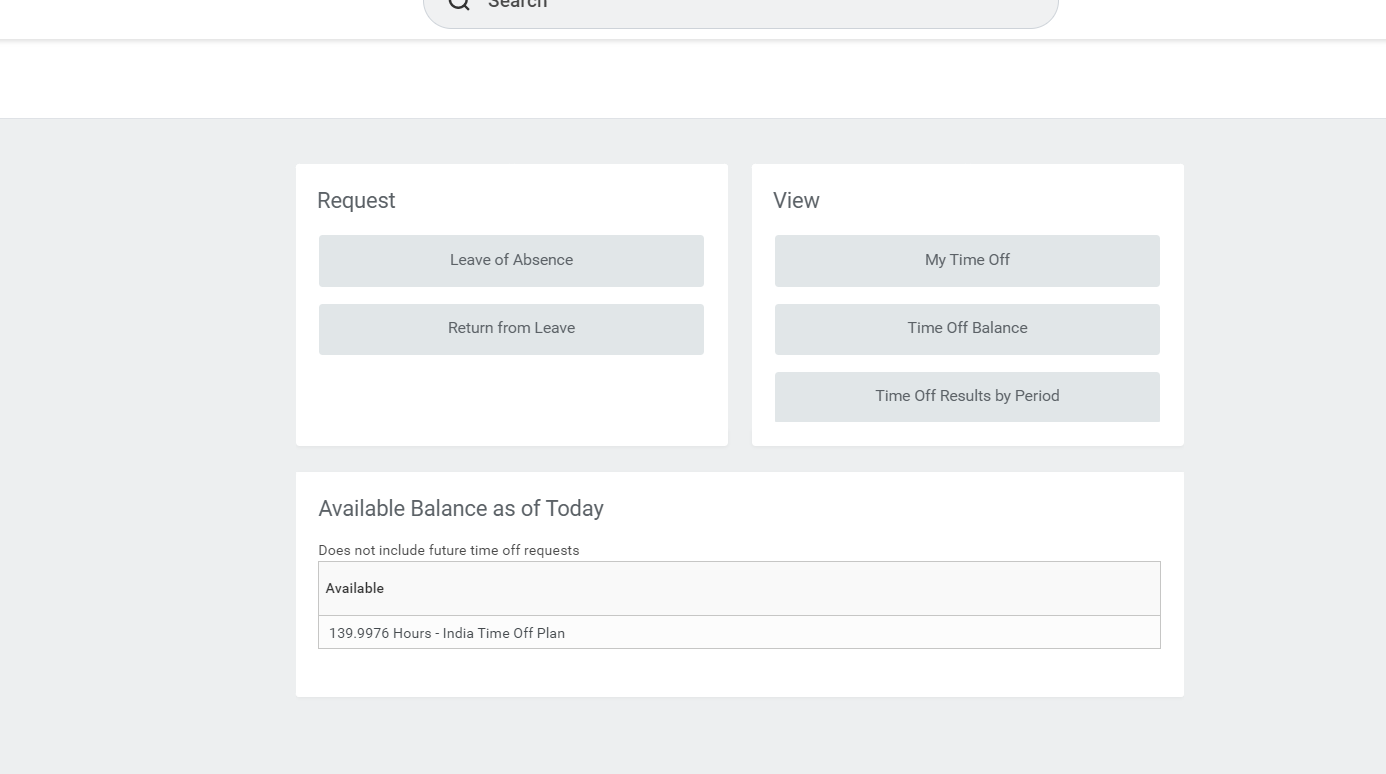 Search
Request
Leave of Absence
Return from Leave
View
My Time Off
Time Off Balance
Time Off Results by Period
Available Balance as of Today
Does not include future time off requests
Available
139.9976 Hours - India Time Off Plan